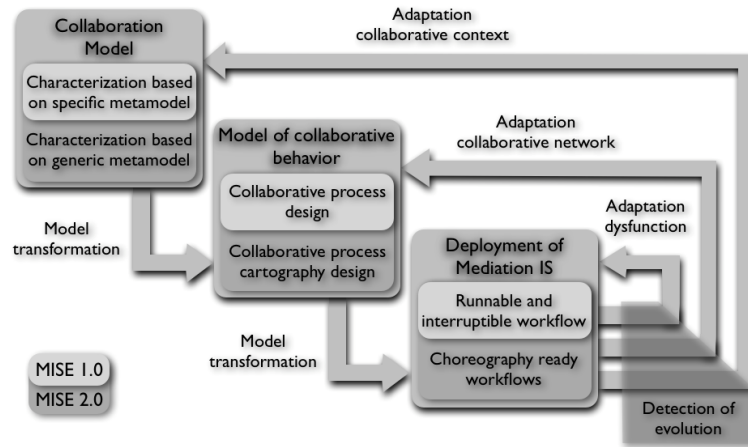 Collaboration
Model
Characterization based
on specific metamodel
Characterization based
on generic metamodel
Adaptation
collaborative context
Model of collaborative
behavior
Collaborative process
design
Collaborative process
cartography design
Adaptation
collaborative network
Model
transformation
Adaptation
dysfunction
Deployment of
Mediation IS
Runnable and
interruptible workflow
Choreography ready
workflows
Model
transformation
MISE 1.0
MISE 2.0
Detection of
evolution